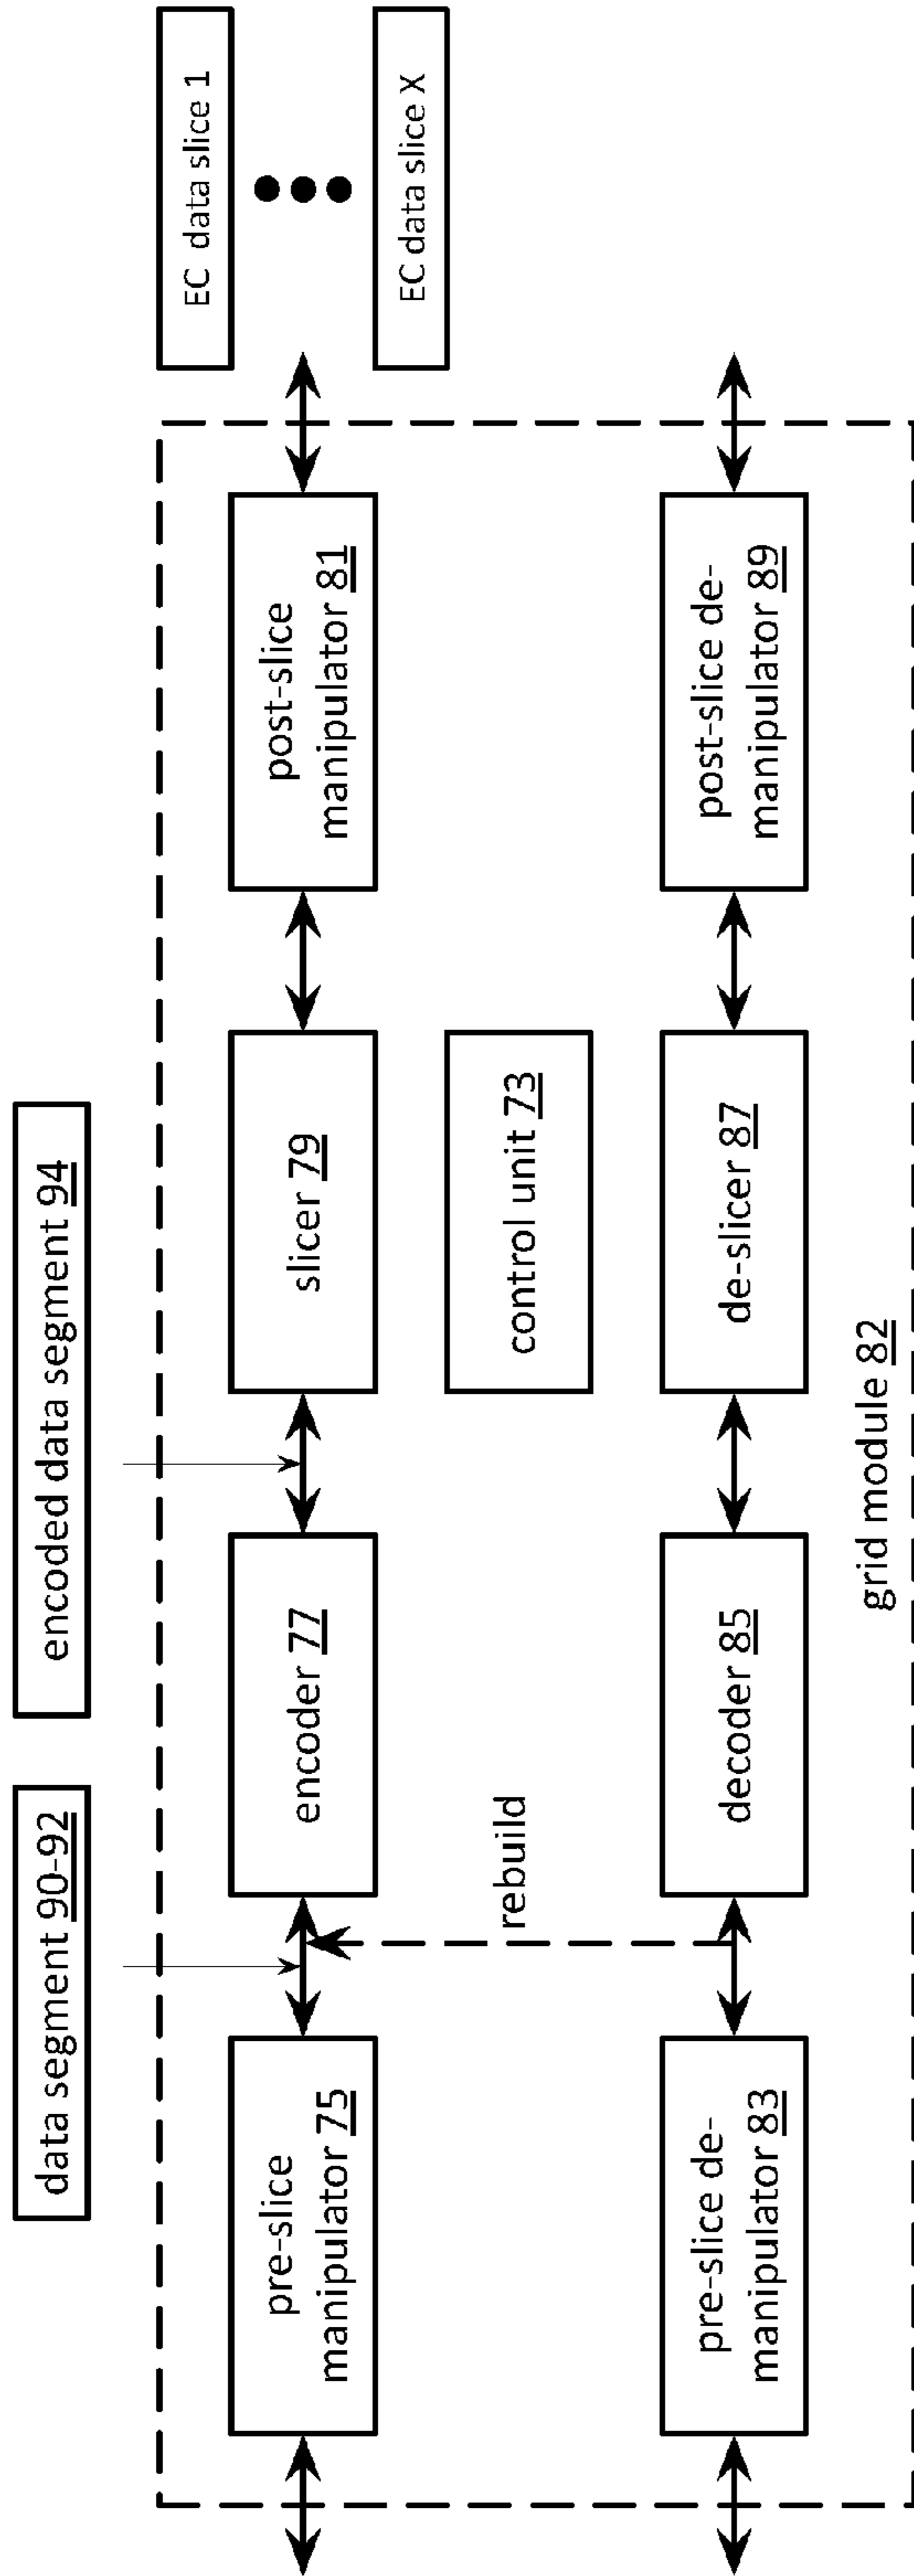 data segment 90-92
encoded data segment 94
pre-slice
manipulator 75
encoder 77
slicer 79
post-slice
manipulator 81
EC data slice 1
EC data slice X
rebuild
control unit 73
pre-slice de-
manipulator 83
decoder 85
de-slicer 87
post-slice de-
manipulator 89
grid module 82